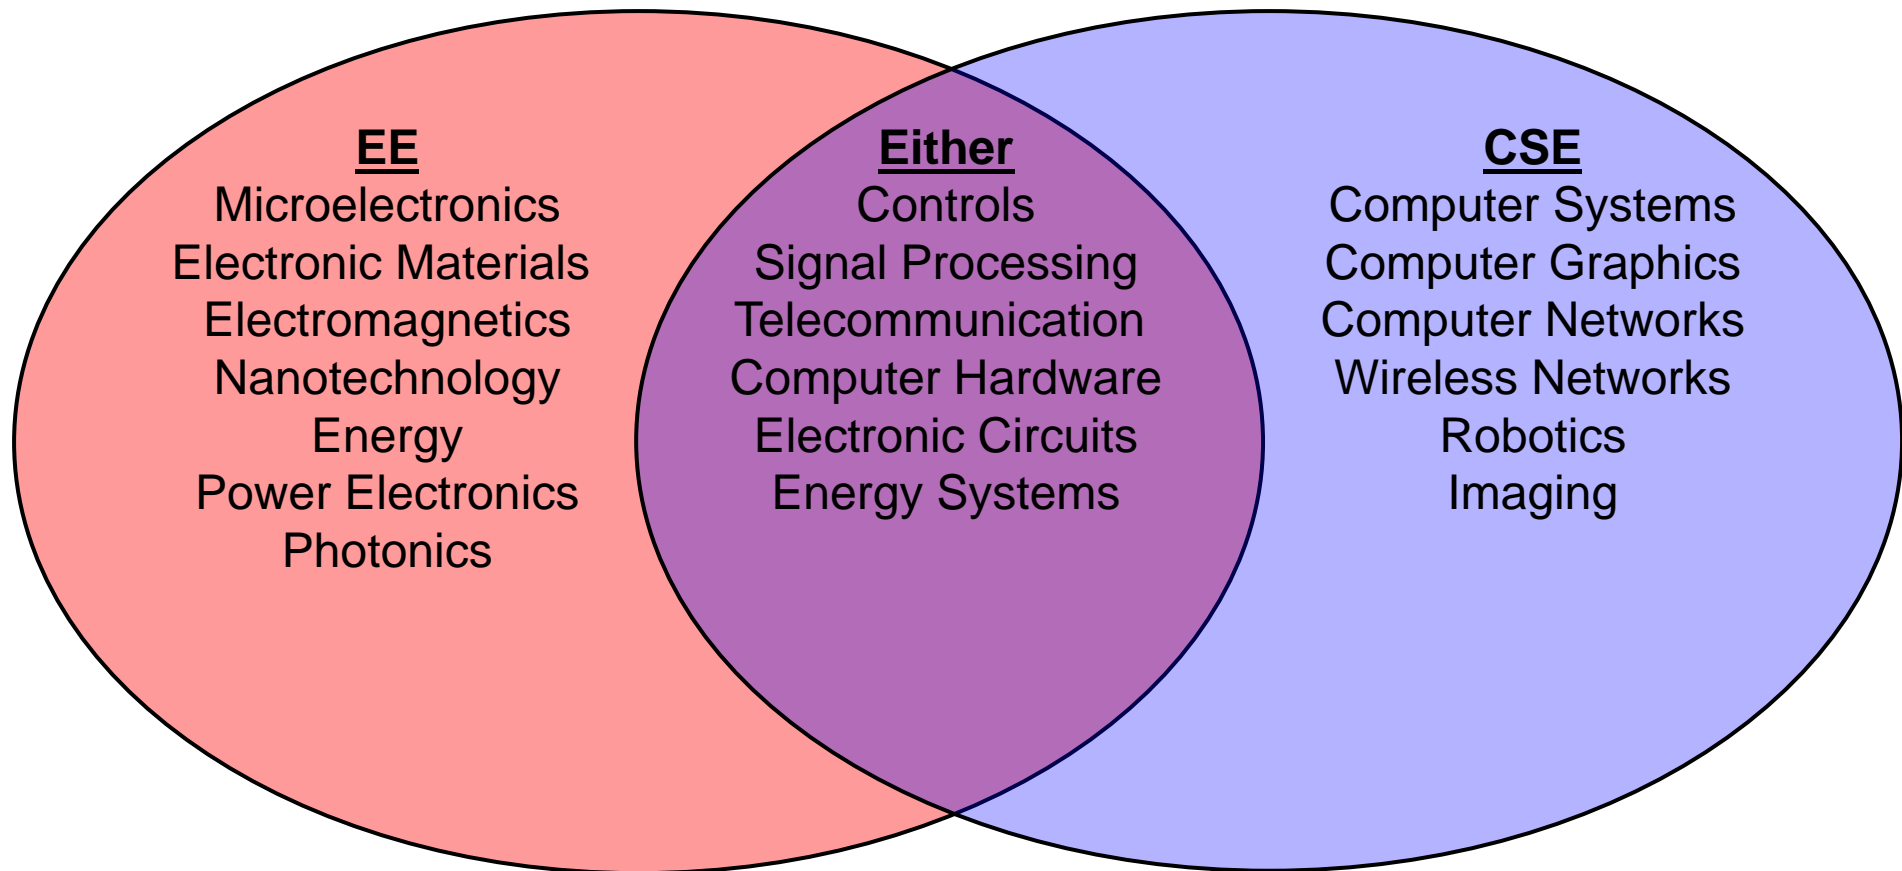 EE
Microelectronics
Electronic Materials
Electromagnetics
Nanotechnology
Energy
Power Electronics
Photonics
Either
Controls
Signal Processing
Telecommunication
Computer Hardware
Electronic Circuits
Energy Systems
CSE
Computer Systems
Computer Graphics
Computer Networks
Wireless Networks
Robotics
Imaging